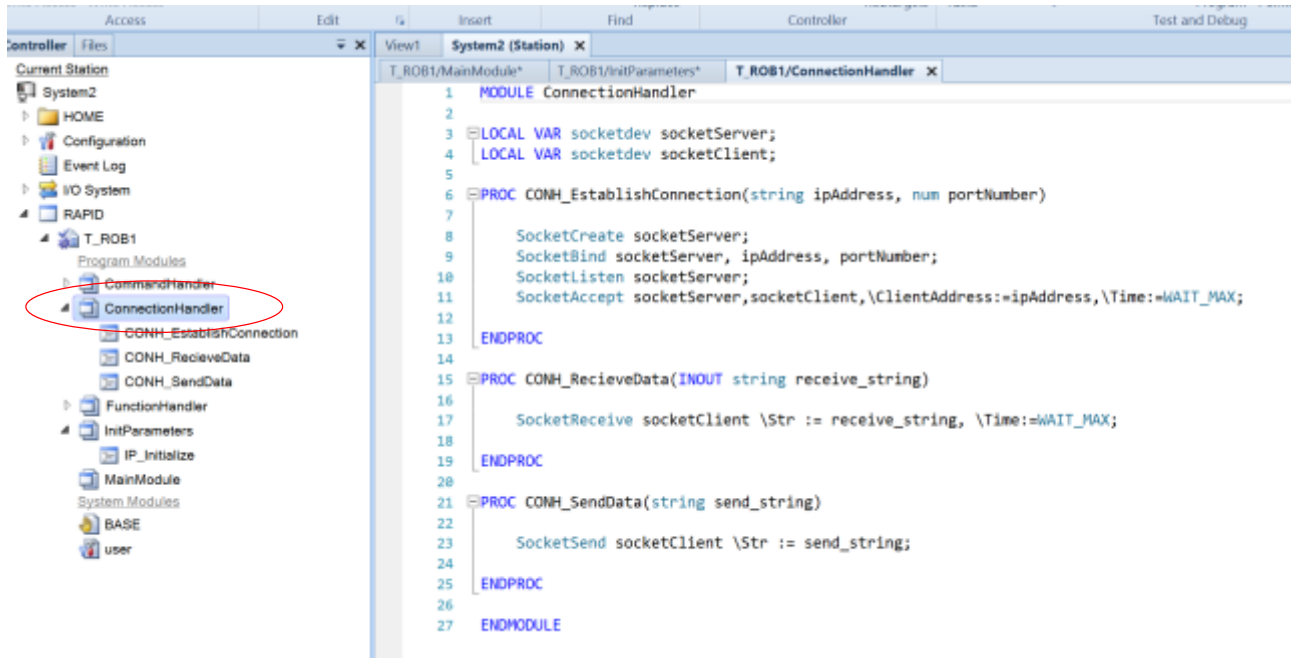 Access Edit Insert Find Controller Test and Debug
Controller Files
View1 System2 (Station)
Current Station
T_ROB1/MainModule* T_ROB1/InitParameters* T_ROB1/ConnectionHandler
System2
HOME
Configuration
Event Log
I/O System
RAPID
T_ROB1
Program Modules
CommandHandler
ConnectionHandler
CONH_EstablishConnection
CONH_RecieveData
CONH_SendData
FunctionHandler
InitParameters
IP_Initialize
MainModule
System Modules
BASE
user
1 MODULE ConnectionHandler
2
3 LOCAL VAR socketdev socketServer;
4 LOCAL VAR socketdev socketClient;
5
6 PROC CONH_EstablishConnection(string ipAddress, num portNumber)
7
8 SocketCreate socketServer;
9 SocketBind socketServer, ipAddress, portNumber;
10 SocketListen socketServer;
11 SocketAccept socketServer,socketClient,\ClientAddress:=ipAddress,\Time:=WAIT_MAX;
12
13 ENDPROC
14
15 PROC CONH_RecieveData(INOUT string receive_string)
16
17 SocketReceive socketClient \Str := receive_string, \Time:=WAIT_MAX;
18
19 ENDPROC
20
21 PROC CONH_SendData(string send_string)
22
23 SocketSend socketClient \Str := send_string;
24
25 ENDPROC
26
27 ENDMODULE